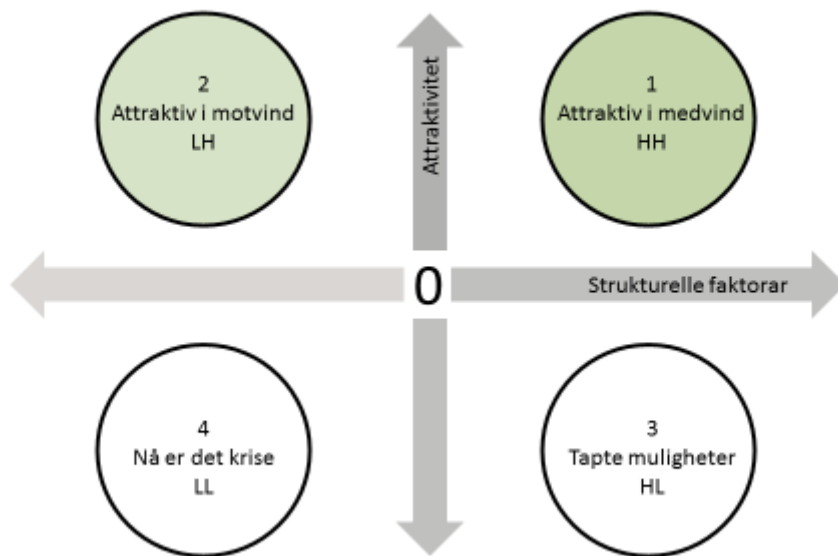 2
Attraktiv i motvind
LH
Attraktivitet
1
Attraktiv i medvind
HH
0
Strukturelle faktorar
4
Nå er det krise
LL
3
Tapte muligheter
HL